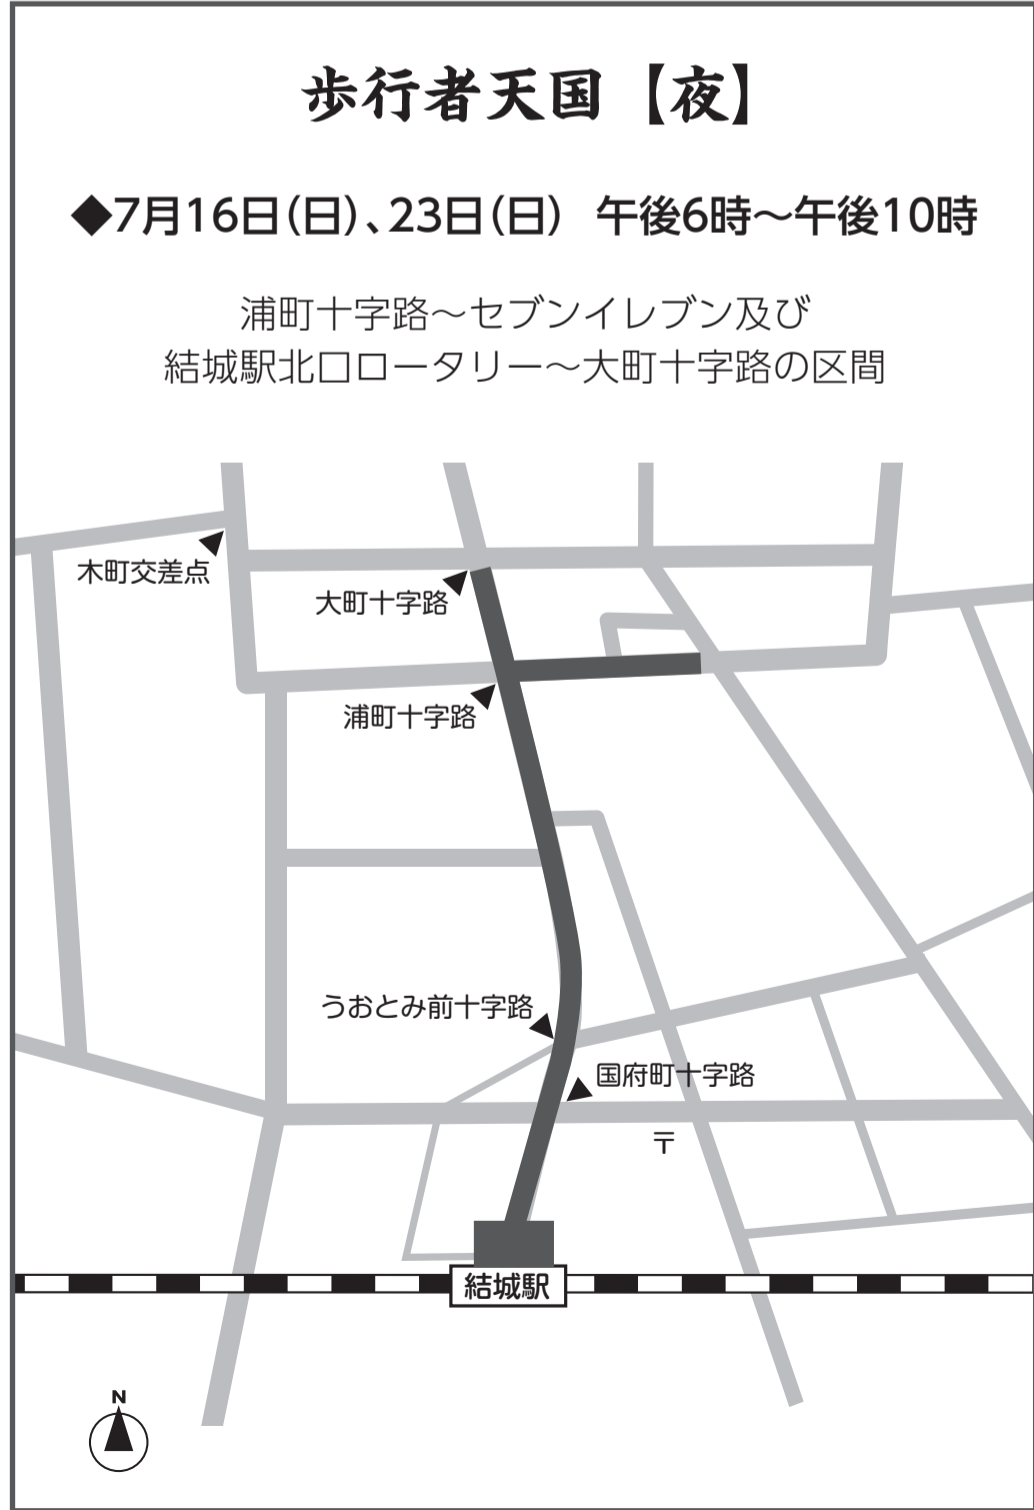 歩行者天国【夜】
◆7月16日(日)、23日(日) 午後6時～午後10時
浦町十字路～セブンイレブン及び
結城駅北口ロータリー～大町十字路の区間
木町交差点
大町十字路
浦町十字路
うおとみ前十字路
国府町十字路
〒
結城駅
N